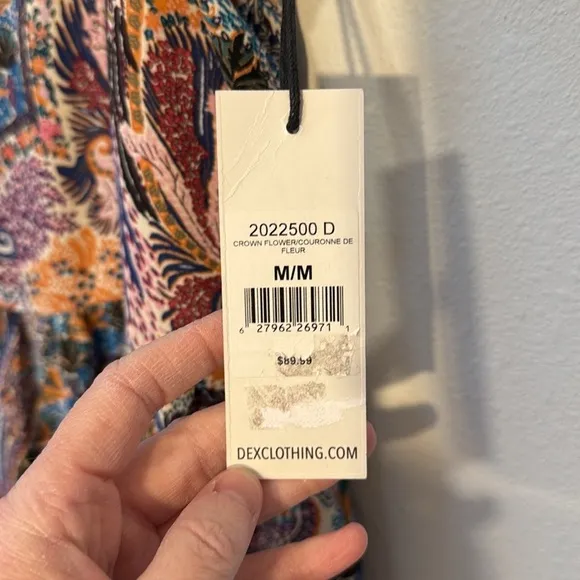 2022500 D
CROWN FLOWER/COURONNE DE
FLEUR
M/M
6 27962 26971 1
$89.99
DEXCLOTHING.COM